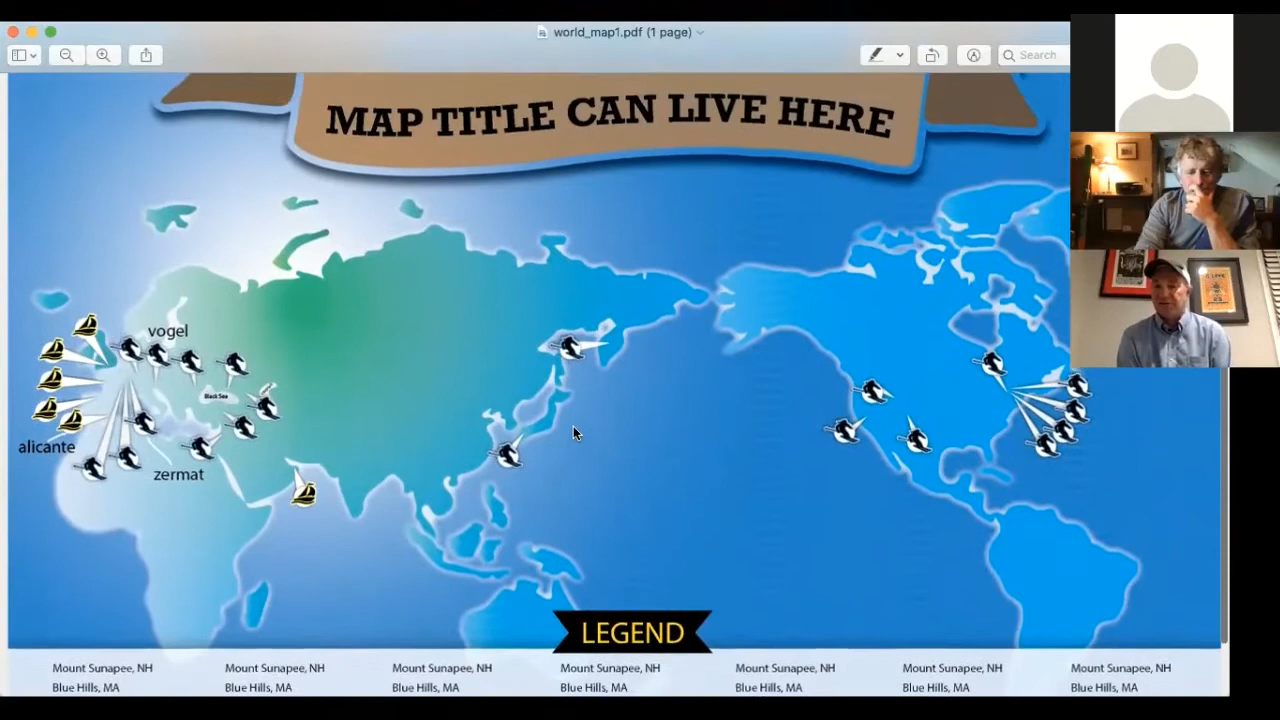 world_map1.pdf (1 page)
Search
MAP TITLE CAN LIVE HERE
vogel
Black Sea
alicante
zermat
LEGEND
Mount Sunapee, NH Mount Sunapee, NH Mount Sunapee, NH Mount Sunapee, NH Mount Sunapee, NH Mount Sunapee, NH Mount Sunapee, NH
Blue Hills, MA Blue Hills, MA Blue Hills, MA Blue Hills, MA Blue Hills, MA Blue Hills, MA Blue Hills, MA